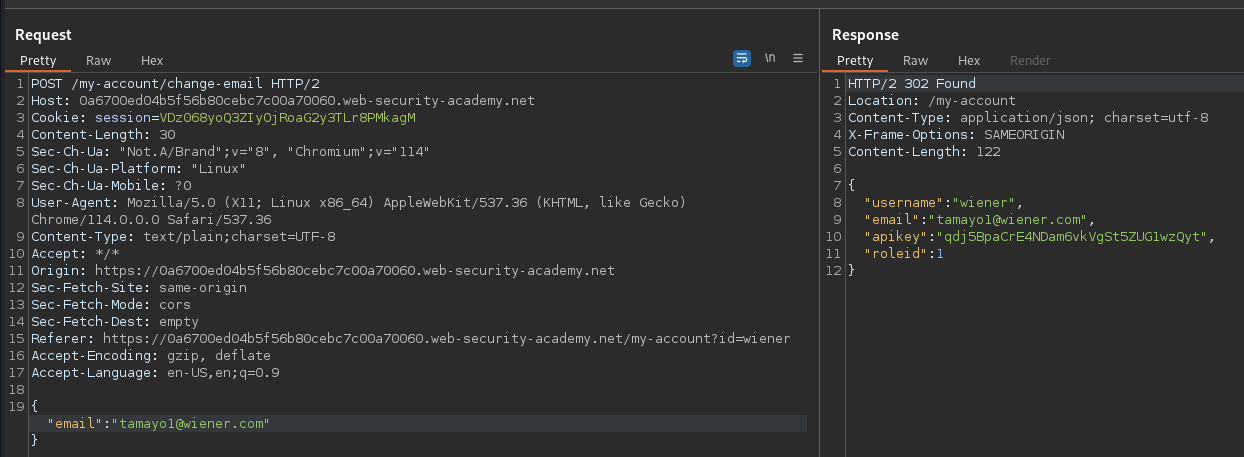 Request
Pretty Raw Hex
\n
1 POST /my-account/change-email HTTP/2
2 Host: 0a6700ed04b5f56b80cebc7c00a70060.web-security-academy.net
3 Cookie: session=VDz068yoQ3ZIyOjRoaG2y3TLr8PMkagM
4 Content-Length: 30
5 Sec-Ch-Ua: "Not.A/Brand";v="8", "Chromium";v="114"
6 Sec-Ch-Ua-Platform: "Linux"
7 Sec-Ch-Ua-Mobile: ?0
8 User-Agent: Mozilla/5.0 (X11; Linux x86_64) AppleWebKit/537.36 (KHTML, like Gecko)
Chrome/114.0.0.0 Safari/537.36
9 Content-Type: text/plain;charset=UTF-8
10 Accept: */*
11 Origin: https://0a6700ed04b5f56b80cebc7c00a70060.web-security-academy.net
12 Sec-Fetch-Site: same-origin
13 Sec-Fetch-Mode: cors
14 Sec-Fetch-Dest: empty
15 Referer: https://0a6700ed04b5f56b80cebc7c00a70060.web-security-academy.net/my-account?id=wiener
16 Accept-Encoding: gzip, deflate
17 Accept-Language: en-US,en;q=0.9
18
19 {
"email":"tamayo1@wiener.com"
}
Response
Pretty Raw Hex Render
1 HTTP/2 302 Found
2 Location: /my-account
3 Content-Type: application/json; charset=utf-8
4 X-Frame-Options: SAMEORIGIN
5 Content-Length: 122
6
7 {
8 "username":"wiener",
9 "email":"tamayo1@wiener.com",
10 "apikey":"qdj5BpaCrE4NDam6vkVgSt5ZUG1wzQyt",
11 "roleid":1
12 }